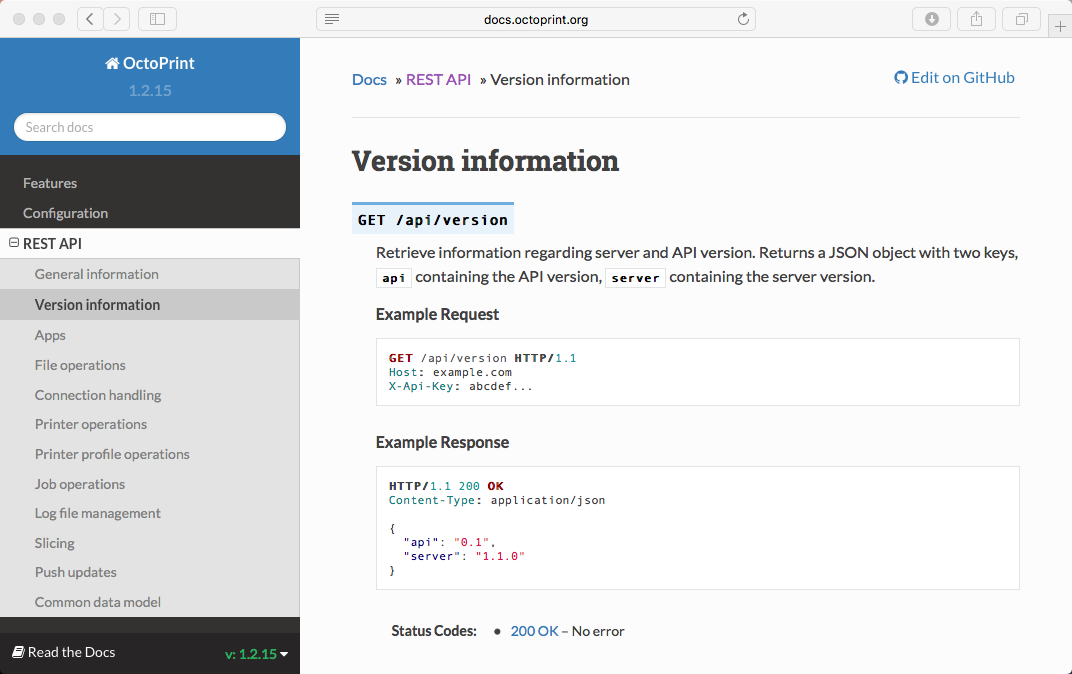 docs.octoprint.org
OctoPrint
1.2.15
Search docs
Features
Configuration
REST API
General information
Version information
Apps
File operations
Connection handling
Printer operations
Printer profile operations
Job operations
Log file management
Slicing
Push updates
Common data model
Read the Docs
v: 1.2.15
Docs » REST API » Version information
Edit on GitHub
Version information
GET /api/version
Retrieve information regarding server and API version. Returns a JSON object with two keys,
api containing the API version, server containing the server version.
Example Request
GET /api/version HTTP/1.1
Host: example.com
X-Api-Key: abcdef...
Example Response
HTTP/1.1 200 OK
Content-Type: application/json
{
"api": "0.1",
"server": "1.1.0"
}
Status Codes: • 200 OK – No error